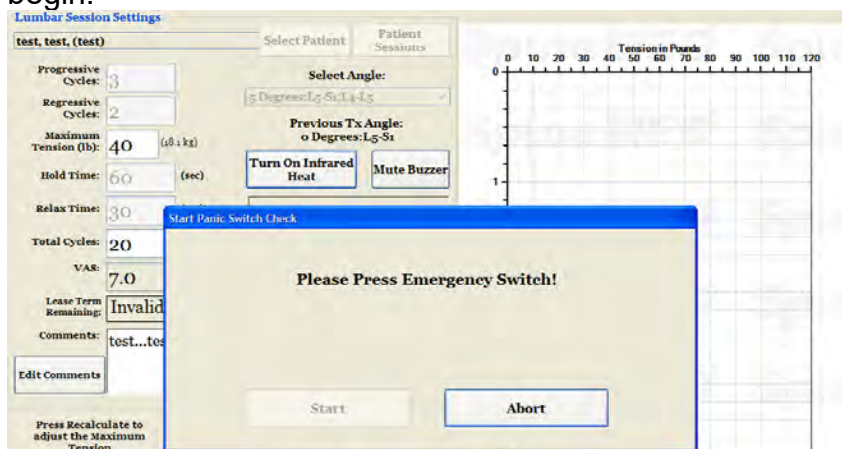 begin.
Lumbar Session Settings
test, test, (test)
Select Patient
Patient
Sessions
Progressive
Cycles:
3
Regressive
Cycles:
2
Maximum
Tension (lb):
40
(18.1 kg)
Hold Time:
60
(sec)
Relax Time:
30
Total Cycles:
20
VAS:
7.0
Lease Term
Remaining:
Invalid
Comments:
test...tes
Edit Comments
Press Recalculate to
adjust the Maximum
Tension
Select Angle:
5 Degrees:L5-S1;L4-L5
Previous Tx Angle:
0 Degrees:L5-S1
Turn On Infrared
Heat
Mute Buzzer
Tension in Pounds
0 10 20 30 40 50 60 70 80 90 100 110 120
0
1
Start Panic Switch Check
Please Press Emergency Switch!
Start
Abort